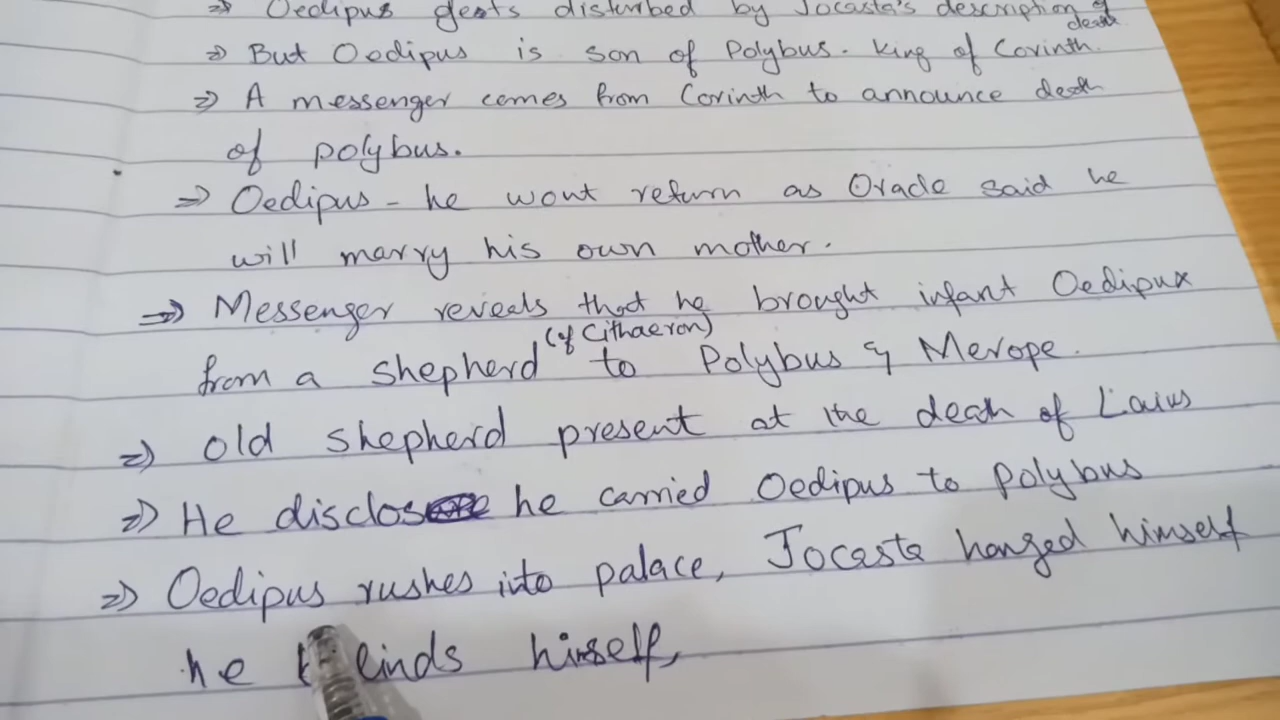 ⇒ Oedipus gests disturbed by Jocasta's description of
death
⇒ But Oedipus is son of Polybus. King of Corinth.
⇒ A messenger comes from Corinth to announce death
of polybus.
⇒ Oedipus - he wont return as Oracle said he
will marry his own mother.
⇒ Messenger reveals that he brought infant Oedipux
(of Cithaeron)
from a shepherd to Polybus & Merope.
⇒ Old shepherd present at the death of Laius
⇒ He disclos he carried Oedipus to Polybus
⇒ Oedipus rushes into palace, Jocasta hanged himself
he blinds himself,